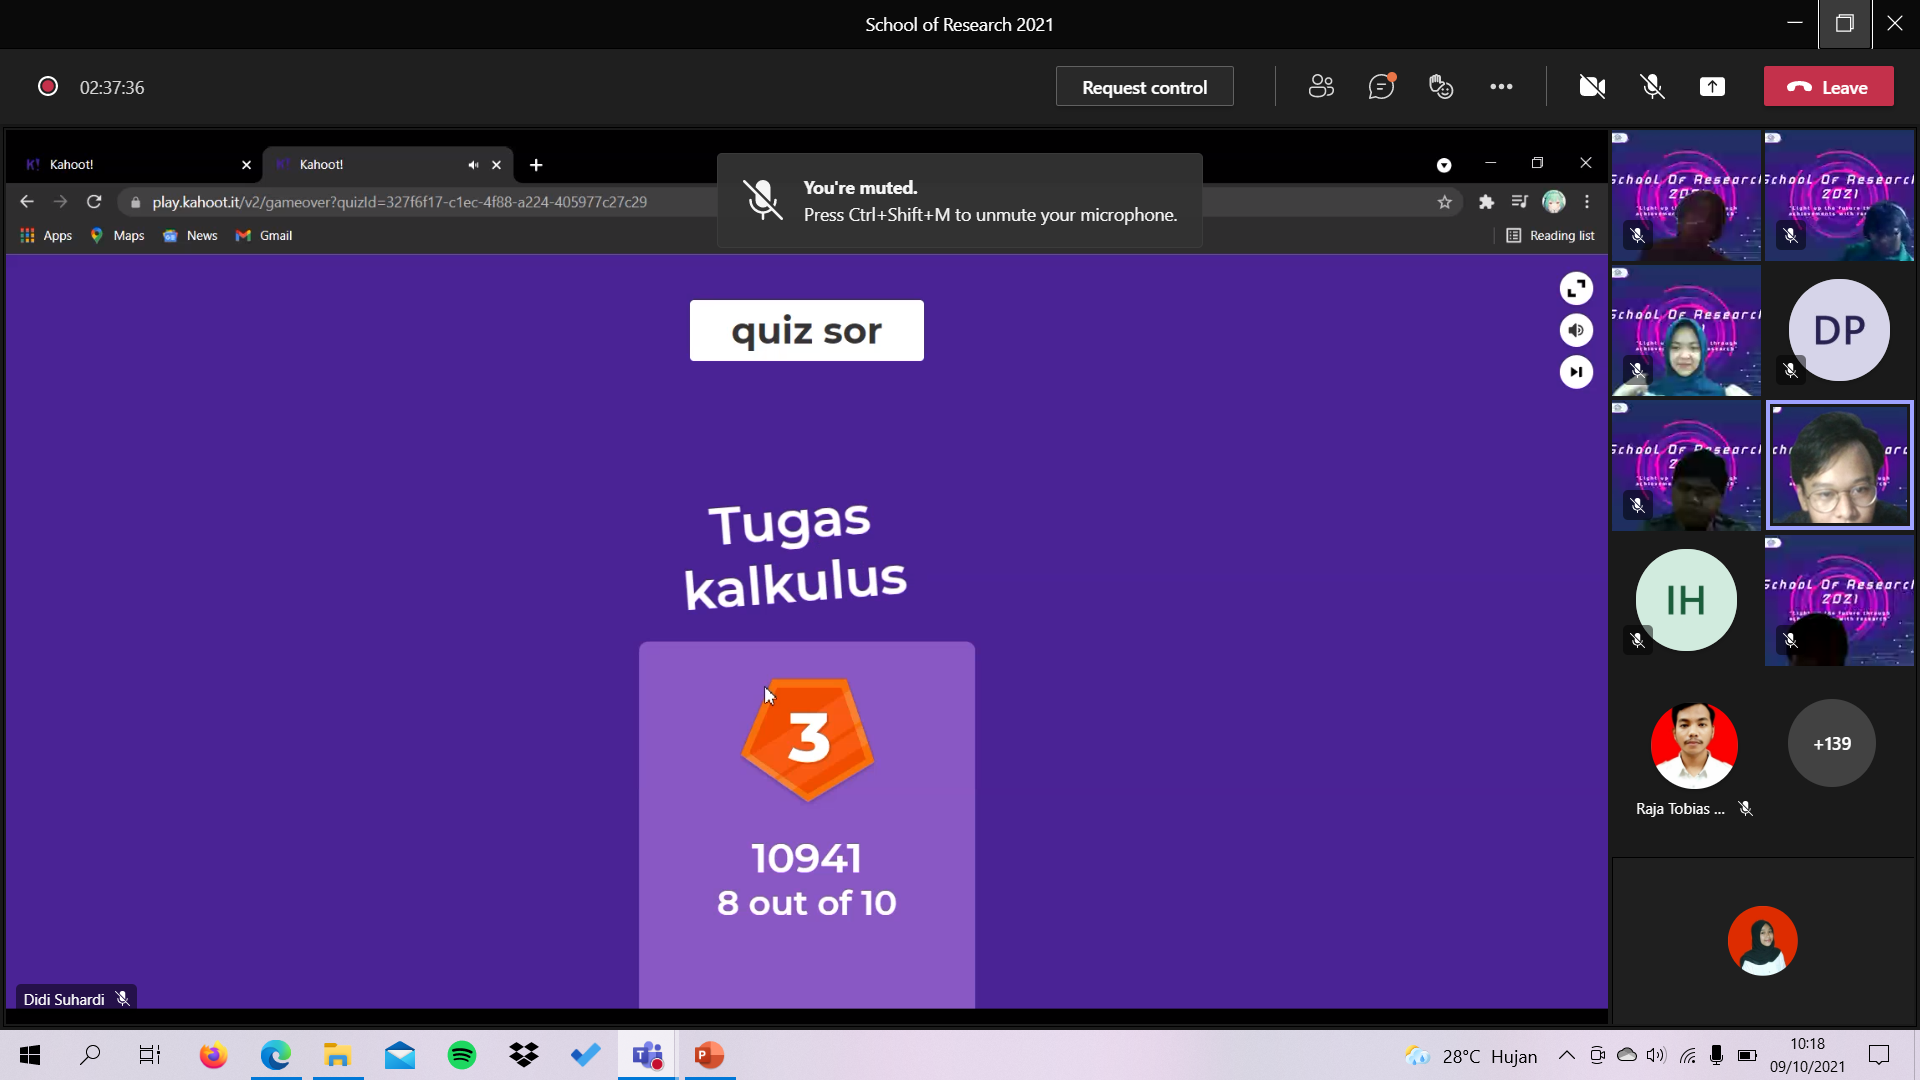 School of Research 2021
02:37:36
Request control
Leave
Kahoot!
Kahoot!
You're muted.
Press Ctrl+Shift+M to unmute your microphone.
play.kahoot.it/v2/gameover?quizId=327f6f17-c1ec-4f88-a224-405977c27c29
Apps
Maps
News
Gmail
Reading list
quiz sor
Tugas
kalkulus
3
10941
8 out of 10
Didi Suhardi
School Of Research
DP
School Of Research
2021
IH
Raja Tobias ...
+139
28°C Hujan
10:18
09/10/2021